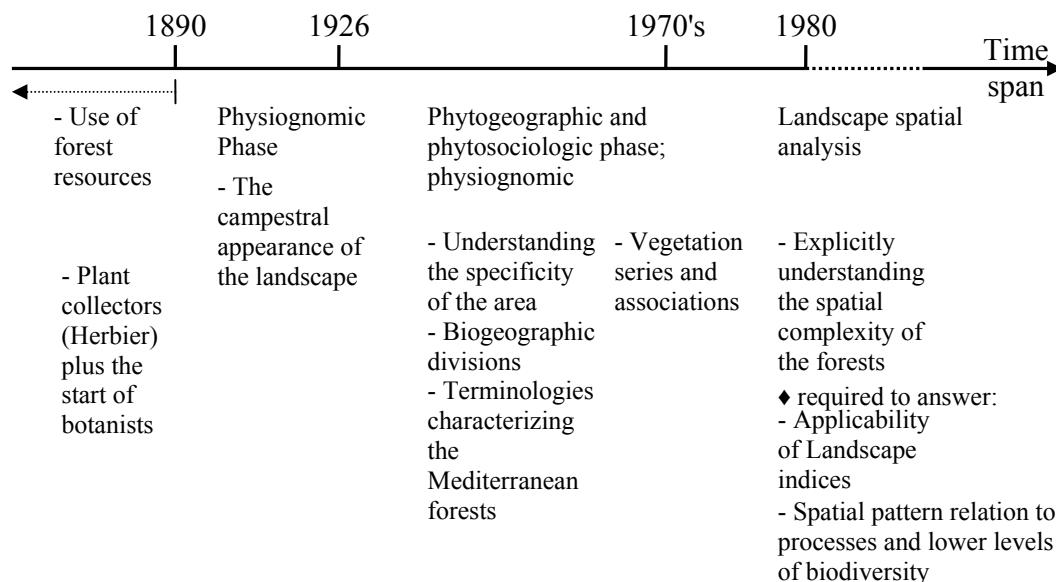 1890
1926
1970's
1980
Time
span
- Use of
forest
resources
- Plant
collectors
(Herbier)
plus the
start of
botanists
Physiognomic
Phase
- The
campestral
appearance of
the landscape
Phytogeographic and
phytosociologic phase;
physiognomic
- Understanding
the specificity
of the area
- Biogeographic
divisions
- Terminologies
characterizing
the
Mediterranean
forests
- Vegetation
series and
associations
Landscape spatial
analysis
- Explicitly
understanding
the spatial
complexity of
the forests
♦ required to answer:
- Applicability
of Landscape
indices
- Spatial pattern relation to
processes and lower levels
of biodiversity